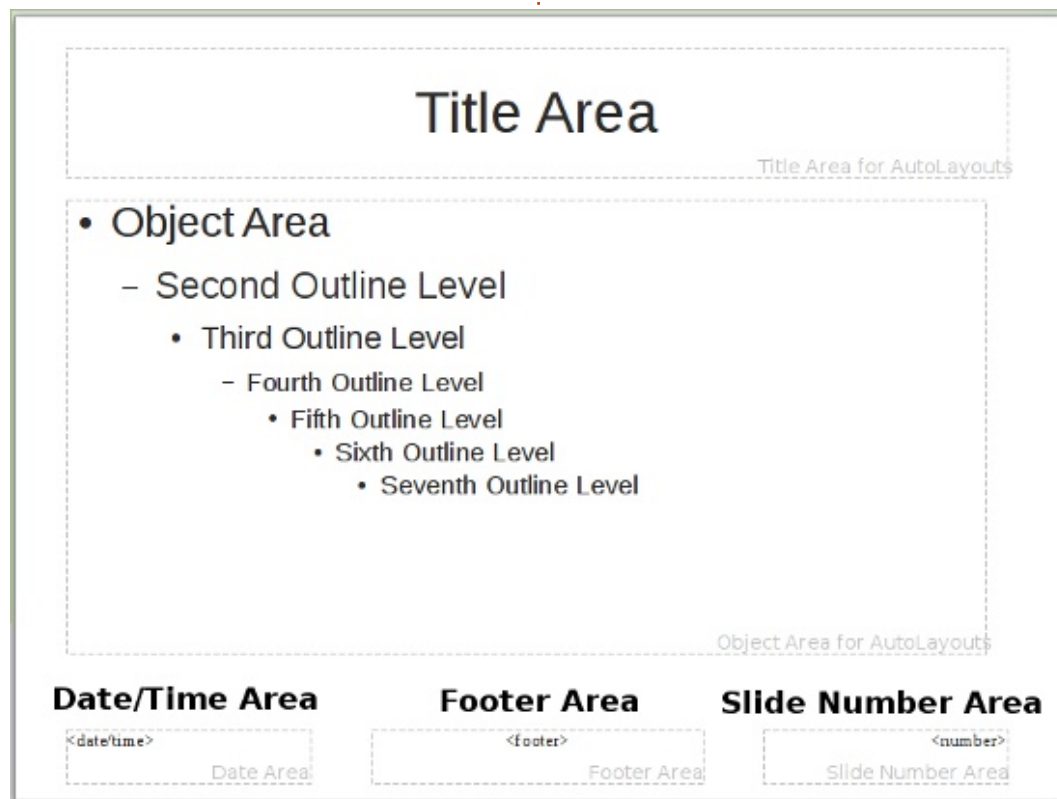 Title Area
Title Area for AutoLayouts
• Object Area
– Second Outline Level
• Third Outline Level
– Fourth Outline Level
• Fifth Outline Level
• Sixth Outline Level
• Seventh Outline Level
Object Area for AutoLayouts
Date/Time Area
Footer Area
Slide Number Area
<date/time>
<footer>
<number>
Date Area
Footer Area
Slide Number Area